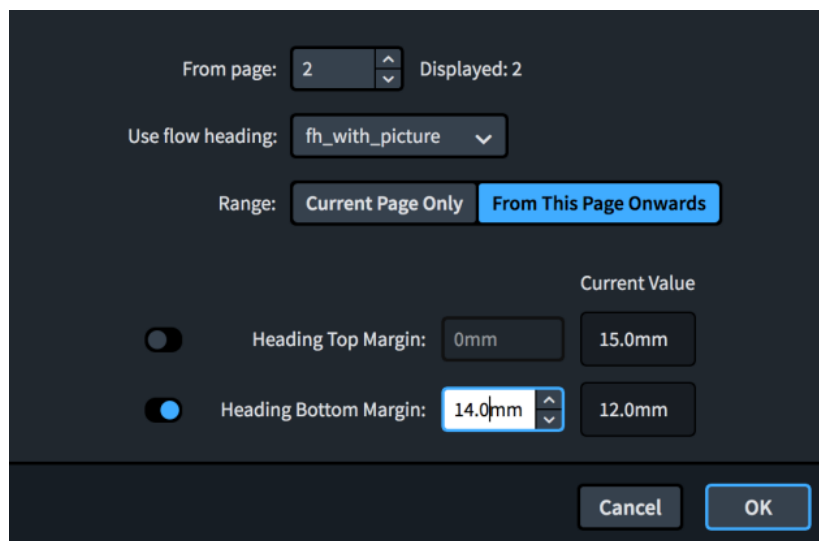 From page: 2 Displayed: 2
Use flow heading: fh_with_picture
Range: Current Page Only From This Page Onwards
Current Value
Heading Top Margin: 0mm 15.0mm
Heading Bottom Margin: 14.0mm 12.0mm
Cancel OK